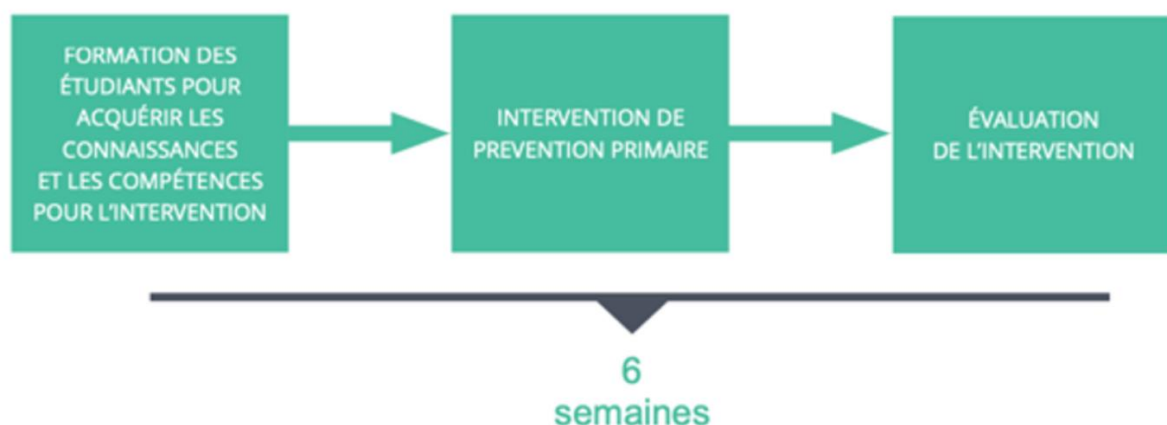 FORMATION DES
ÉTUDIANTS POUR
ACQUÉRIR LES
CONNAISSANCES
ET LES COMPÉTENCES
POUR L'INTERVENTION
INTERVENTION DE
PREVENTION PRIMAIRE
ÉVALUATION
DE L'INTERVENTION
6
semaines